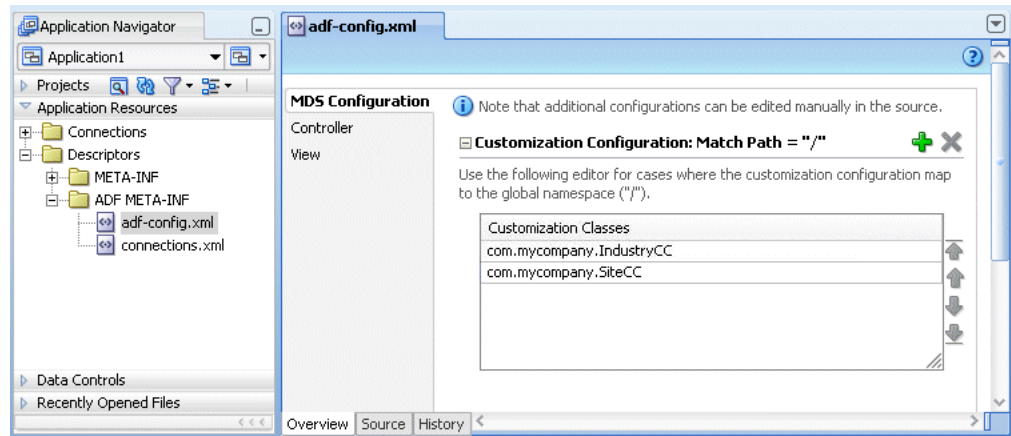 Application Navigator
Application1
Projects
Application Resources
Connections
Descriptors
META-INF
ADF META-INF
adf-config.xml
connections.xml
Data Controls
Recently Opened Files
adf-config.xml
MDS Configuration
Controller
View
Note that additional configurations can be edited manually in the source.
Customization Configuration: Match Path = "/"
Use the following editor for cases where the customization configuration map
to the global namespace ("/").
Customization Classes
com.mycompany.IndustryCC
com.mycompany.SiteCC
Overview Source History